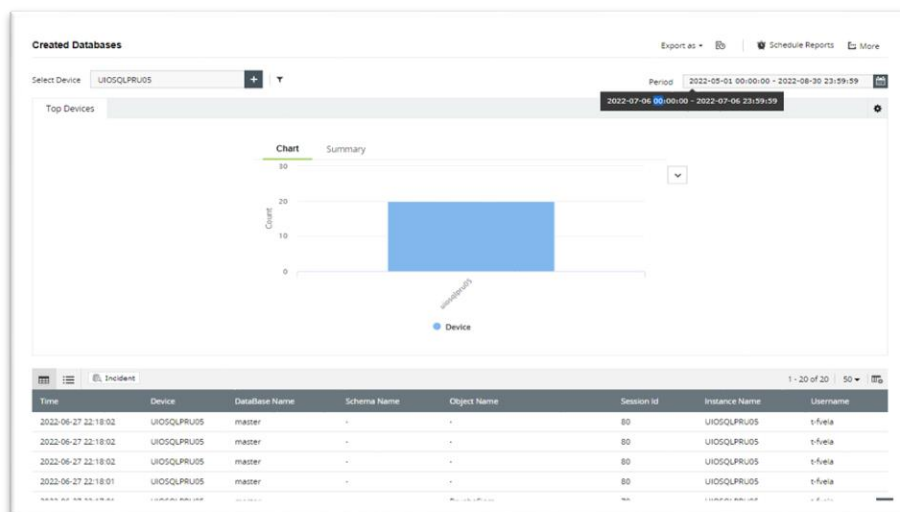 Created Databases
Export as
Schedule Reports
More
Select Device
UIOSQLPRU05
+
Period
2022-05-01 00:00:00 - 2022-08-30 23:59:59
2022-07-06 00:00:00 - 2022-07-06 23:59:59
Top Devices
Chart Summary
30
20
10
0
Count
uiosqlpru05
Device
Incident
1 - 20 of 20
50
Time Device DataBase Name Schema Name Object Name Session Id Instance Name Username
2022-06-27 22:18:02 UIOSQLPRU05 master - - 80 UIOSQLPRU05 t-fvela
2022-06-27 22:18:02 UIOSQLPRU05 master - - 80 UIOSQLPRU05 t-fvela
2022-06-27 22:18:02 UIOSQLPRU05 master - - 80 UIOSQLPRU05 t-fvela
2022-06-27 22:18:01 UIOSQLPRU05 master - - 80 UIOSQLPRU05 t-fvela